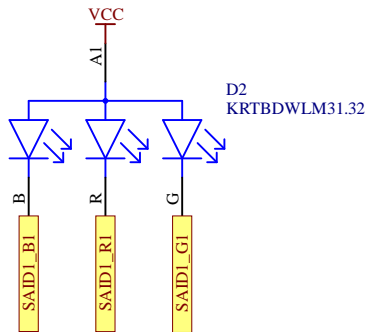 VCC
A1
D2
KRTBDWLM31.32
B
R
G
SAID1_B1
SAID1_R1
SAID1_G1